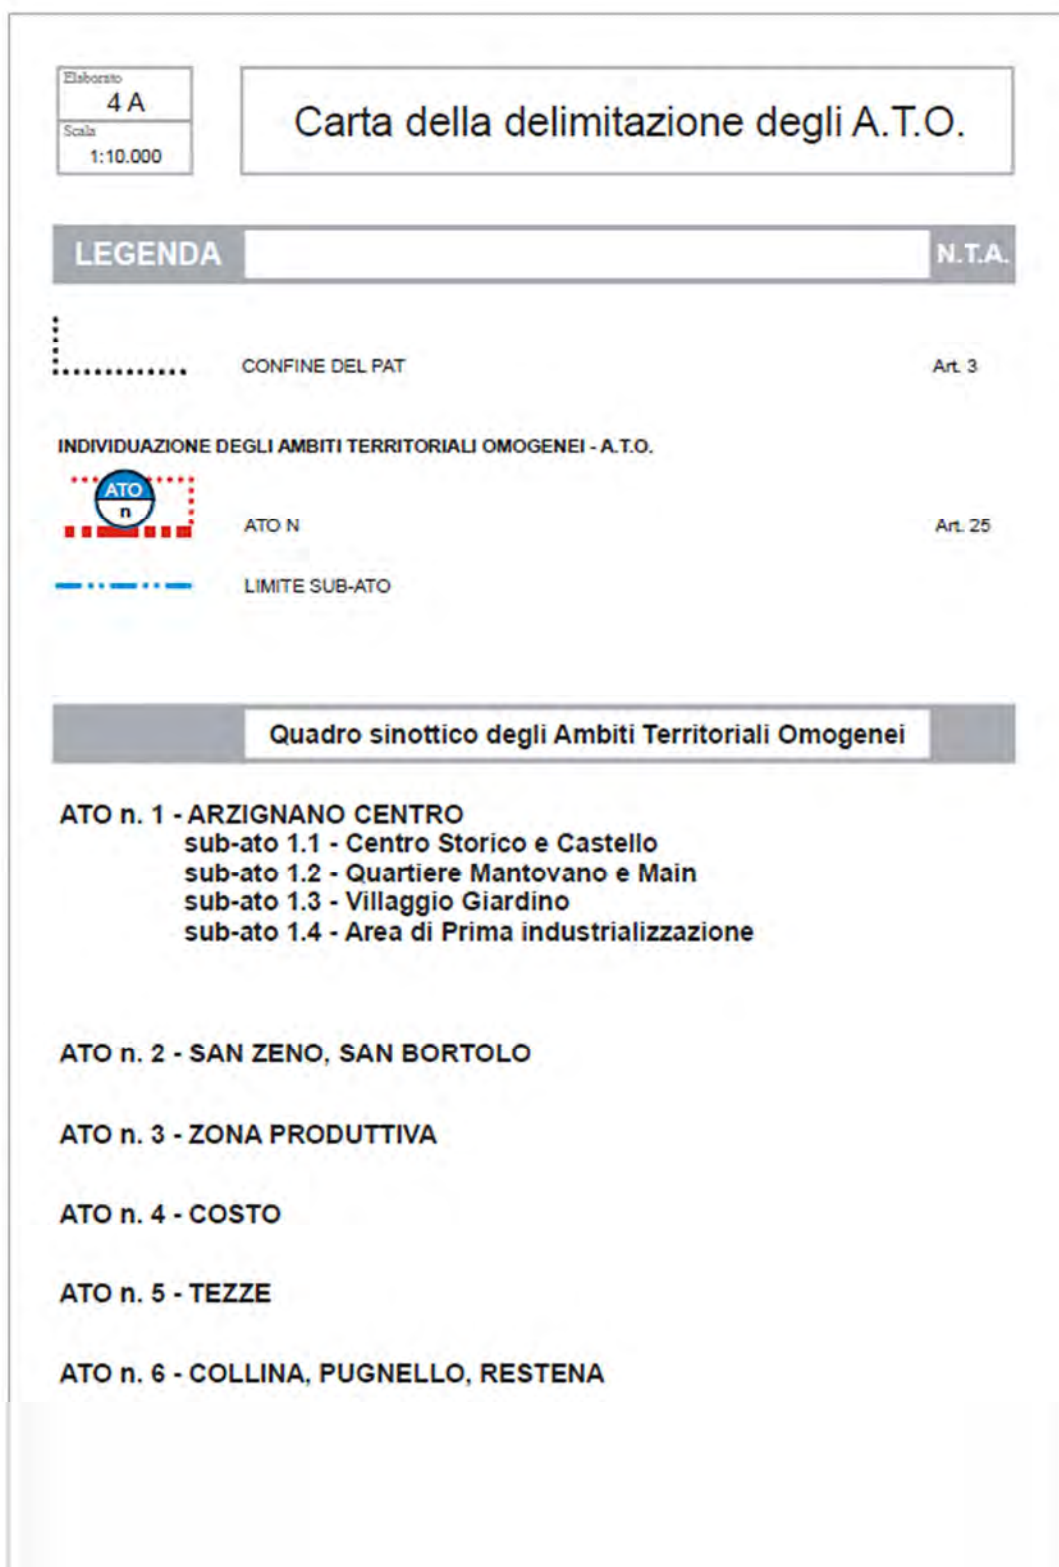 Elaborato
4 A
Scala
1:10.000
Carta della delimitazione degli A.T.O.
LEGENDA
N.T.A.
CONFINE DEL PAT
Art. 3
INDIVIDUAZIONE DEGLI AMBITI TERRITORIALI OMOGENEI - A.T.O.
ATO
n
ATO N
Art. 25
LIMITE SUB-ATO
Quadro sinottico degli Ambiti Territoriali Omogenei
ATO n. 1 - ARZIGNANO CENTRO
sub-ato 1.1 - Centro Storico e Castello
sub-ato 1.2 - Quartiere Mantovano e Main
sub-ato 1.3 - Villaggio Giardino
sub-ato 1.4 - Area di Prima industrializzazione
ATO n. 2 - SAN ZENO, SAN BORTOLO
ATO n. 3 - ZONA PRODUTTIVA
ATO n. 4 - COSTO
ATO n. 5 - TEZZE
ATO n. 6 - COLLINA, PUGNELLO, RESTENA